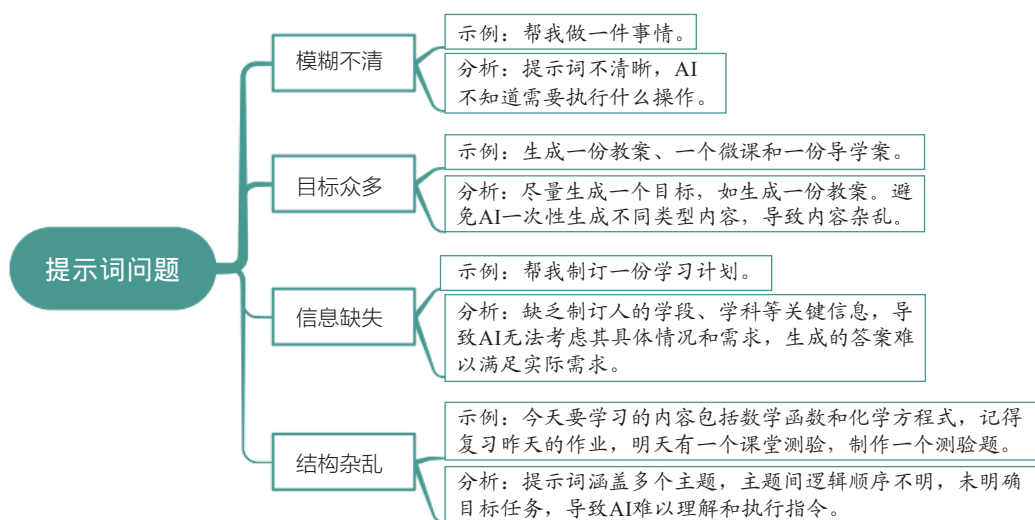 提示词问题
模糊不清
示例：帮我做一件事情。
分析：提示词不清晰，AI
不知道需要执行什么操作。
目标众多
示例：生成一份教案、一个微课和一份导学案。
分析：尽量生成一个目标，如生成一份教案。避
免AI一次性生成不同类型内容，导致内容杂乱。
信息缺失
示例：帮我制订一份学习计划。
分析：缺乏制订人的学段、学科等关键信息，导
致AI无法考虑其具体情况和需求，生成的答案难
以满足实际需求。
结构杂乱
示例：今天要学习的内容包括数学函数和化学方程式，记得
复习昨天的作业，明天有一个课堂测验，制作一个测验题。
分析：提示词涵盖多个主题，主题间逻辑顺序不明，未明确
目标任务，导致AI难以理解和执行指令。